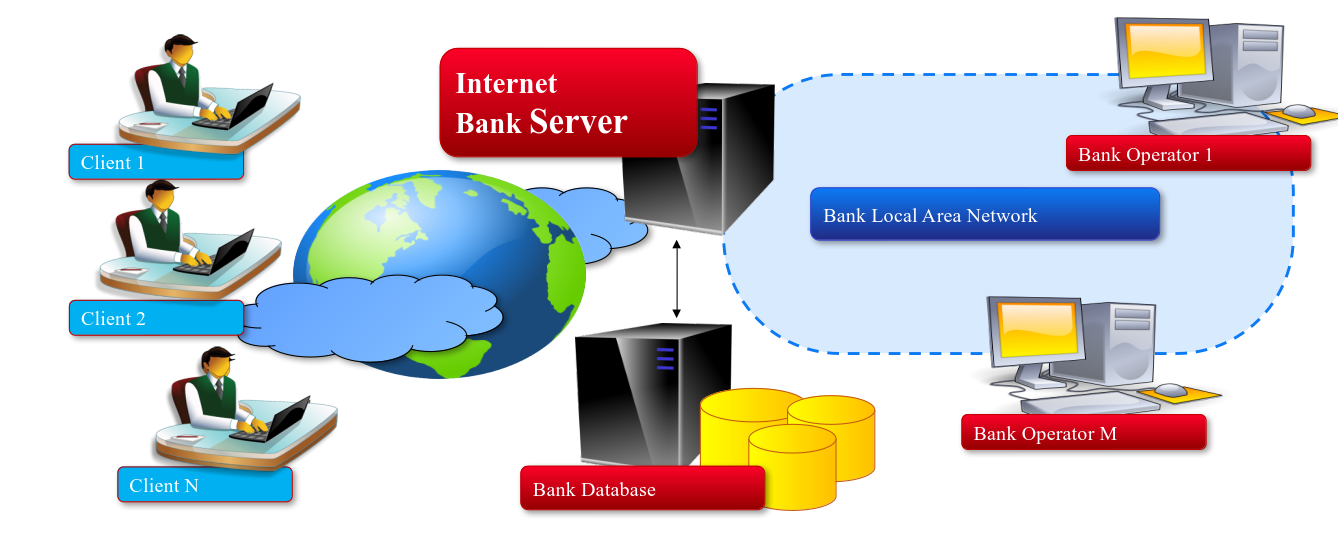 Internet
Bank Server
Client 1
Bank Operator 1
Bank Local Area Network
Client 2
Bank Operator M
Client N
Bank Database